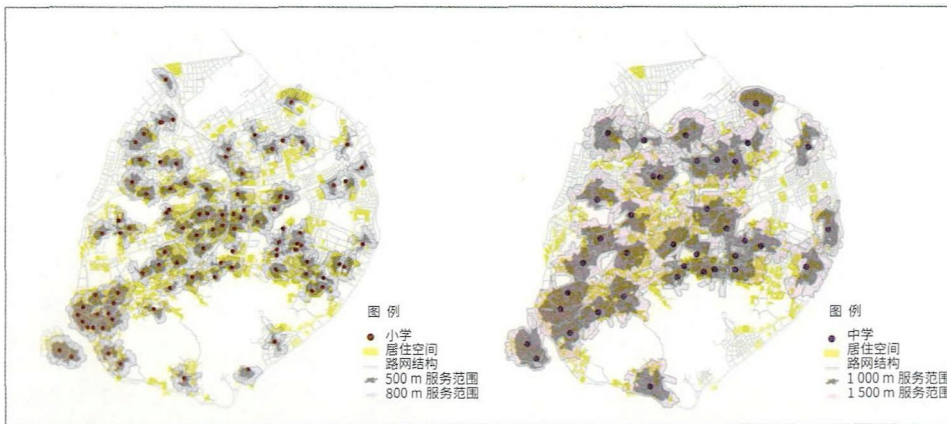 图 例
小学
居住空间
路网结构
500 m 服务范围
800 m 服务范围
图 例
中学
居住空间
路网结构
1 000 m 服务范围
1 500 m 服务范围